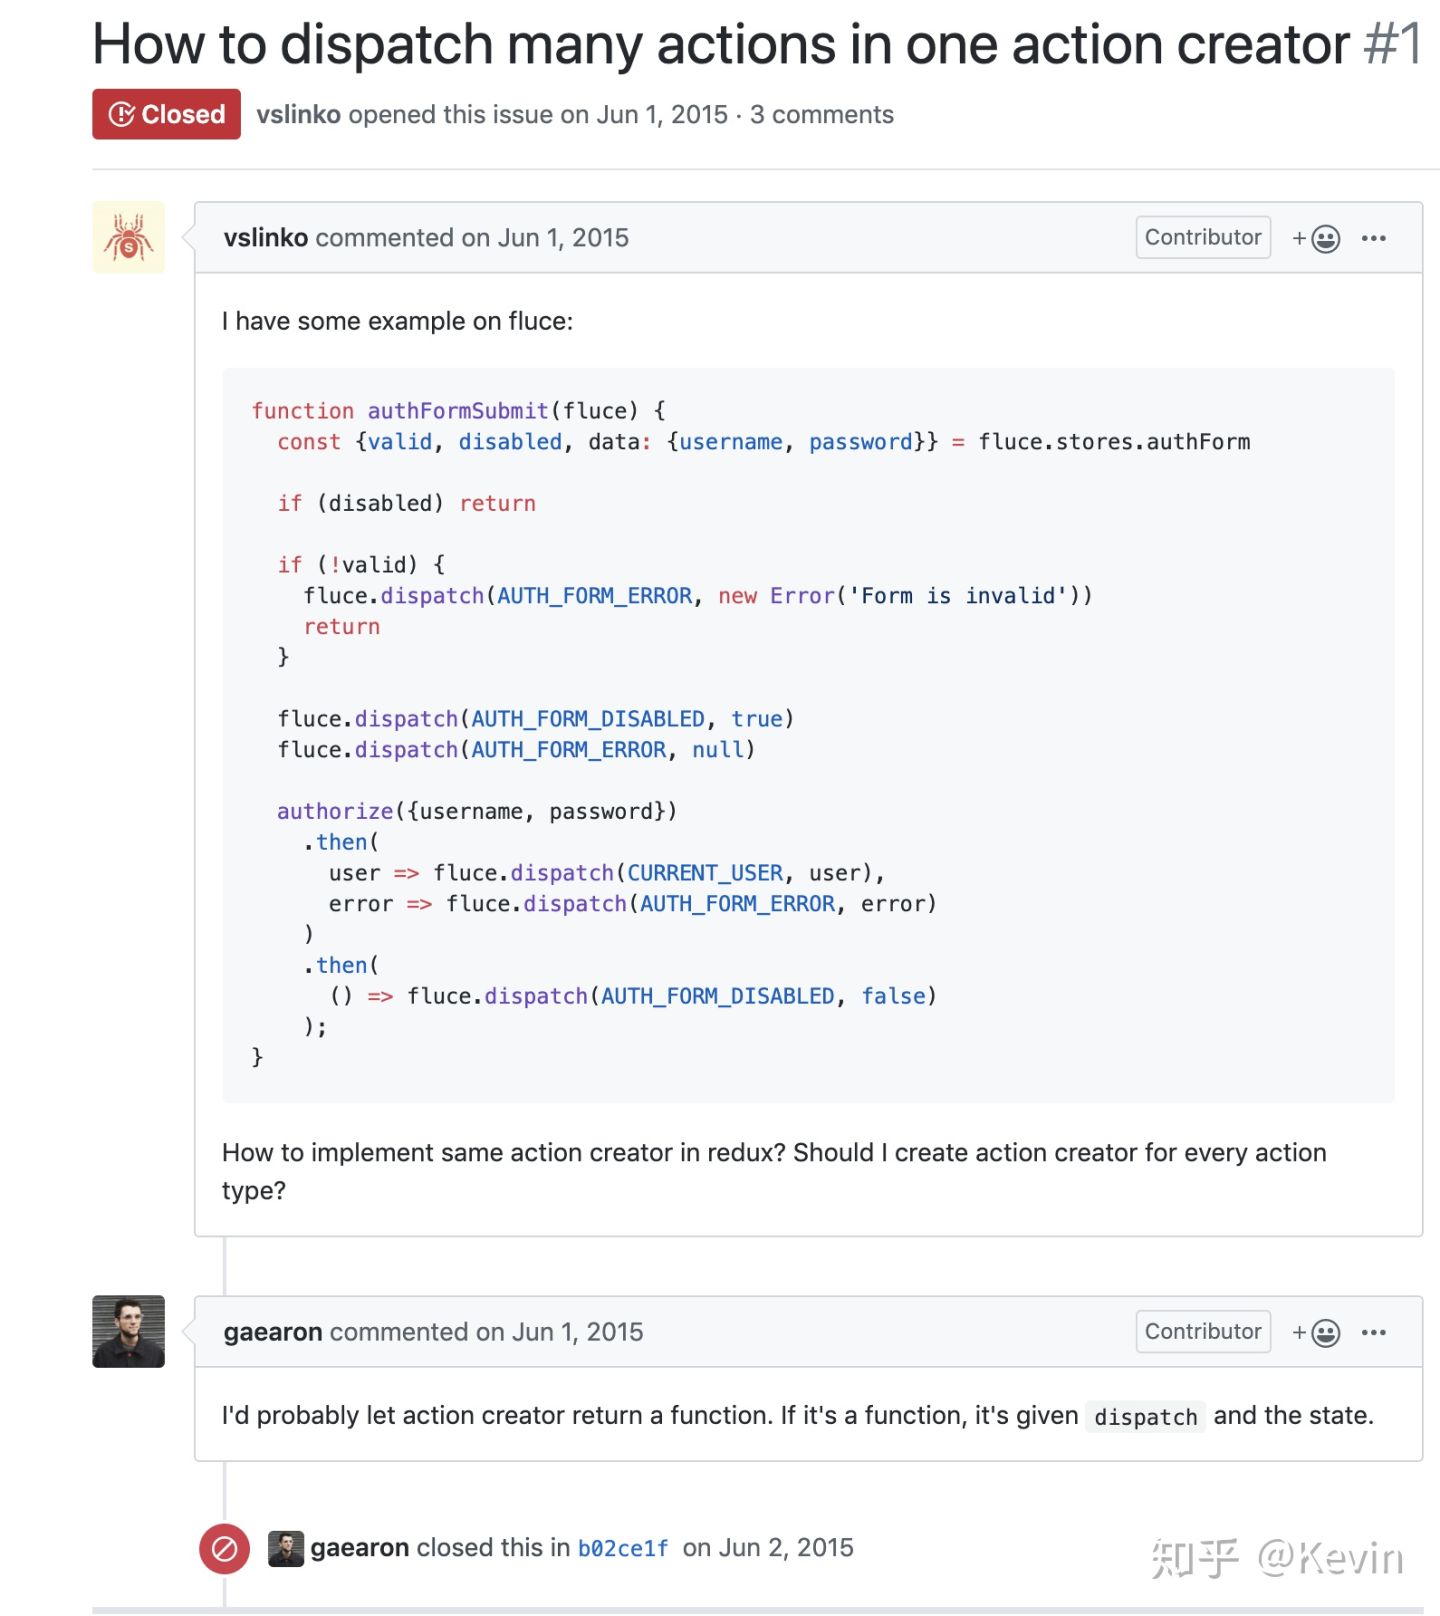 How to dispatch many actions in one action creator #1
Closed vslinko opened this issue on Jun 1, 2015 · 3 comments
S
vslinko commented on Jun 1, 2015 Contributor
I have some example on fluce:
function authFormSubmit(fluce) {
  const {valid, disabled, data: {username, password}} = fluce.stores.authForm
  if (disabled) return
  if (!valid) {
    fluce.dispatch(AUTH_FORM_ERROR, new Error('Form is invalid'))
    return
  }
  fluce.dispatch(AUTH_FORM_DISABLED, true)
  fluce.dispatch(AUTH_FORM_ERROR, null)
  authorize({username, password})
    .then(
      user => fluce.dispatch(CURRENT_USER, user),
      error => fluce.dispatch(AUTH_FORM_ERROR, error)
    )
    .then(
      () => fluce.dispatch(AUTH_FORM_DISABLED, false)
    );
}
How to implement same action creator in redux? Should I create action creator for every action
type?
gaearon commented on Jun 1, 2015 Contributor
I'd probably let action creator return a function. If it's a function, it's given dispatch and the state.
gaearon closed this in b02ce1f on Jun 2, 2015
知乎 @Kevin